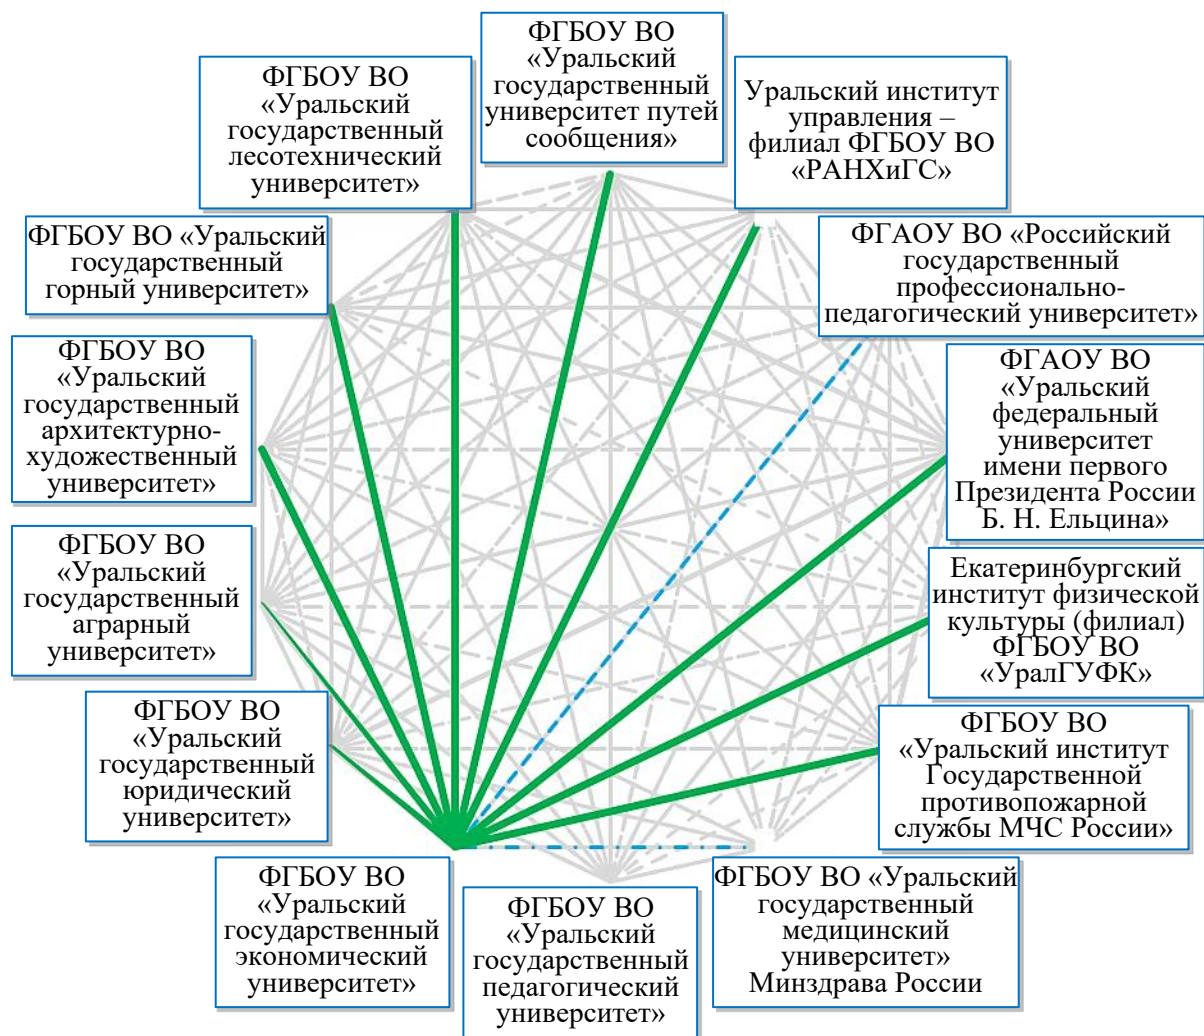 ФГБОУ ВО
«Уральский
государственный
университет путей
сообщения»
ФГБОУ ВО
«Уральский
государственный
лесотехнический
университет»
Уральский институт
управления –
филиал ФГБОУ ВО
«РАНХиГС»
ФГБОУ ВО «Уральский
государственный
горный университет»
ФГАОУ ВО «Российский
государственный
профессионально-
педагогический университет»
ФГБОУ ВО
«Уральский
государственный
архитектурно-
художественный
университет»
ФГАОУ ВО
«Уральский
федеральный
университет
имени первого
Президента России
Б. Н. Ельцина»
ФГБОУ ВО
«Уральский
государственный
аграрный
университет»
Екатеринбургский
институт физической
культуры (филиал)
ФГБОУ ВО
«УралГУФК»
ФГБОУ ВО
«Уральский
государственный
юридический
университет»
ФГБОУ ВО
«Уральский институт
Государственной
противопожарной
службы МЧС России»
ФГБОУ ВО
«Уральский
государственный
экономический
университет»
ФГБОУ ВО
«Уральский
государственный
педагогический
университет»
ФГБОУ ВО «Уральский
государственный
медицинский
университет»
Минздрава России